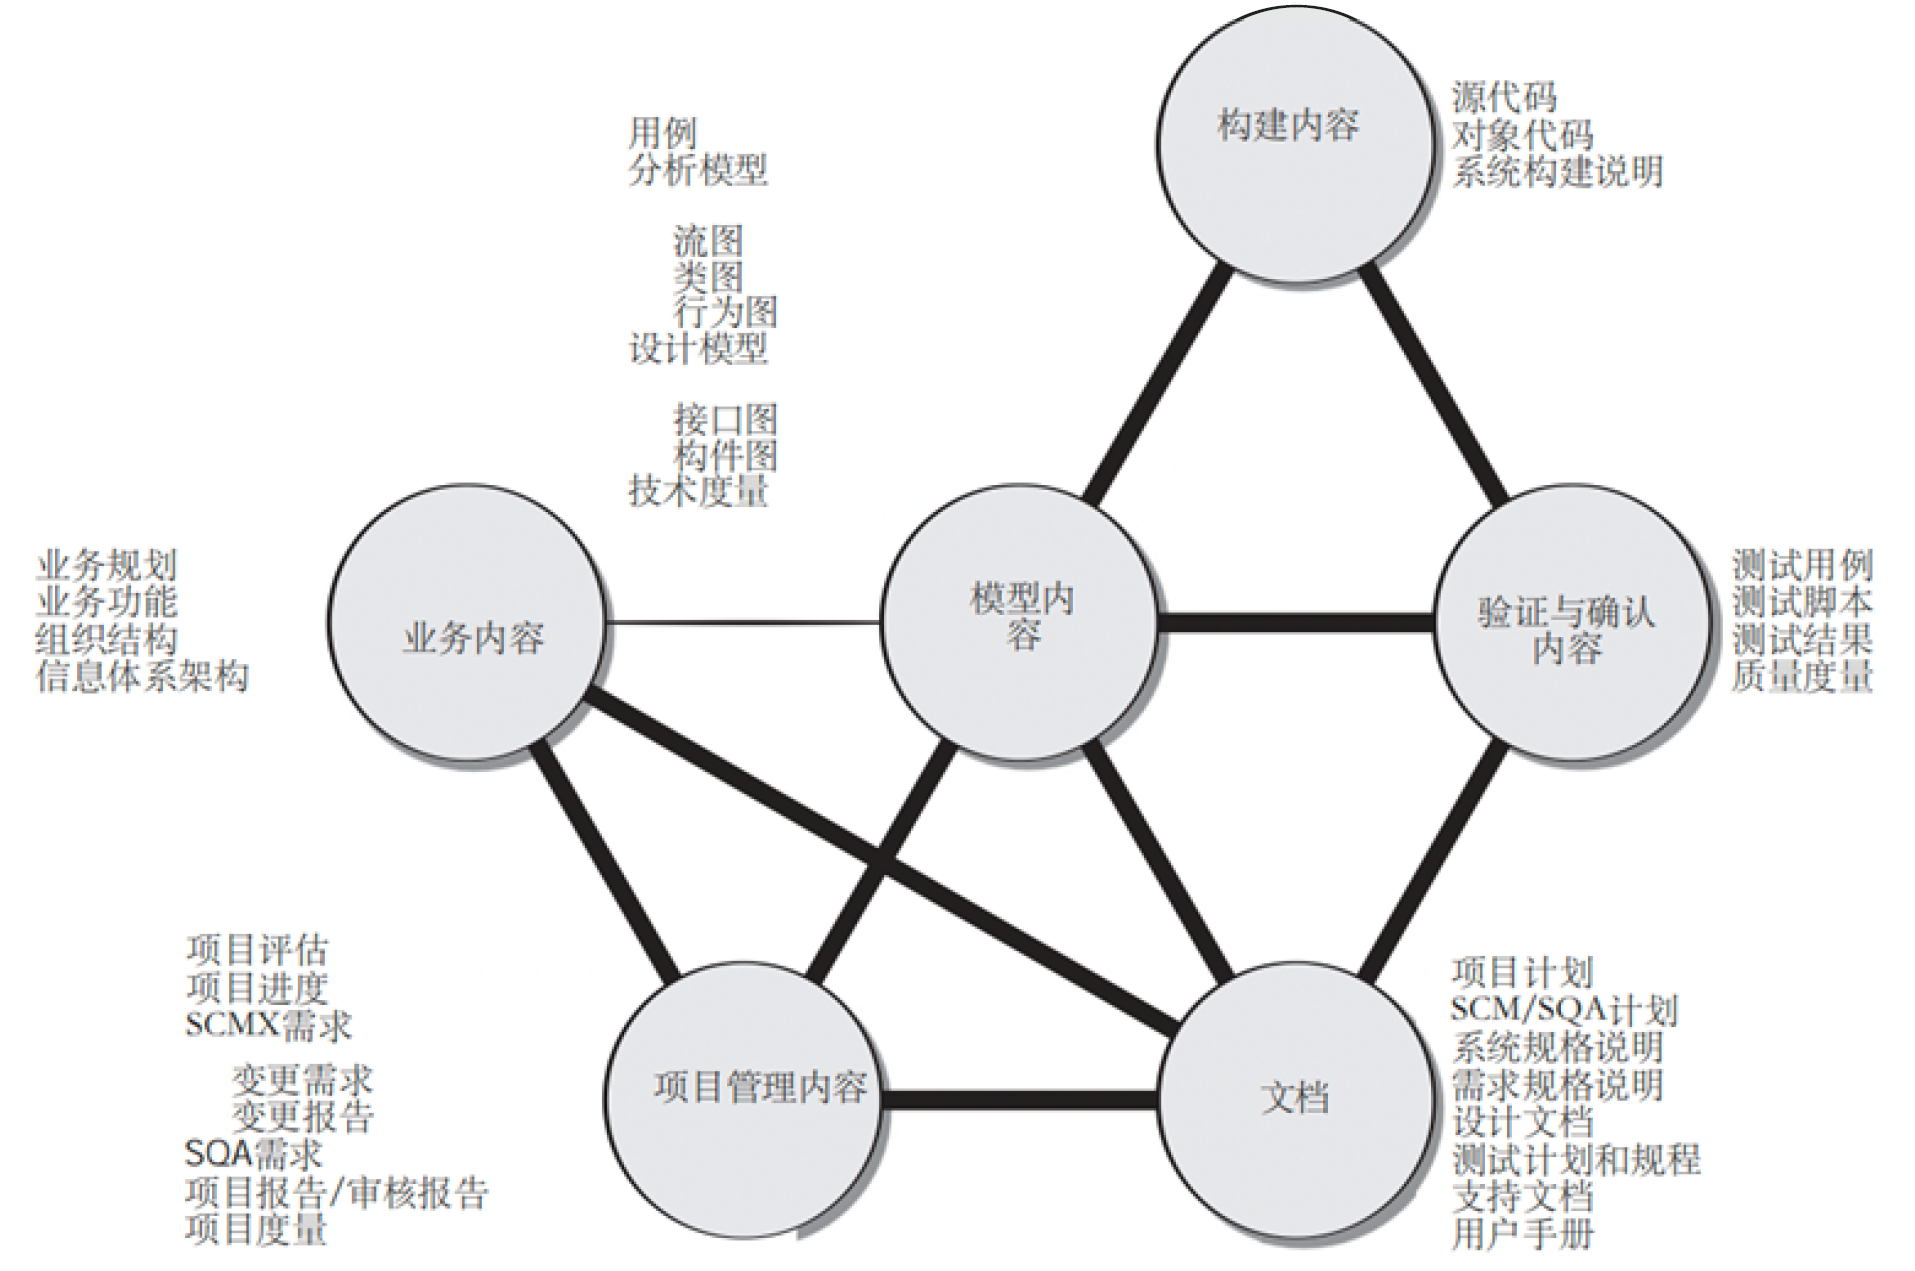 构建内容
源代码
对象代码
系统构建说明
用例
分析模型
流图
类图
行为图
设计模型
接口图
构件图
技术度量
业务规划
业务功能
组织结构
信息体系架构
业务内容
模型内
容
验证与确认
内容
测试用例
测试脚本
测试结果
质量度量
项目评估
项目进度
SCMX需求
变更需求
变更报告
SQA需求
项目报告/审核报告
项目度量
项目管理内容
文档
项目计划
SCM/SQA计划
系统规格说明
需求规格说明
设计文档
测试计划和规程
支持文档
用户手册